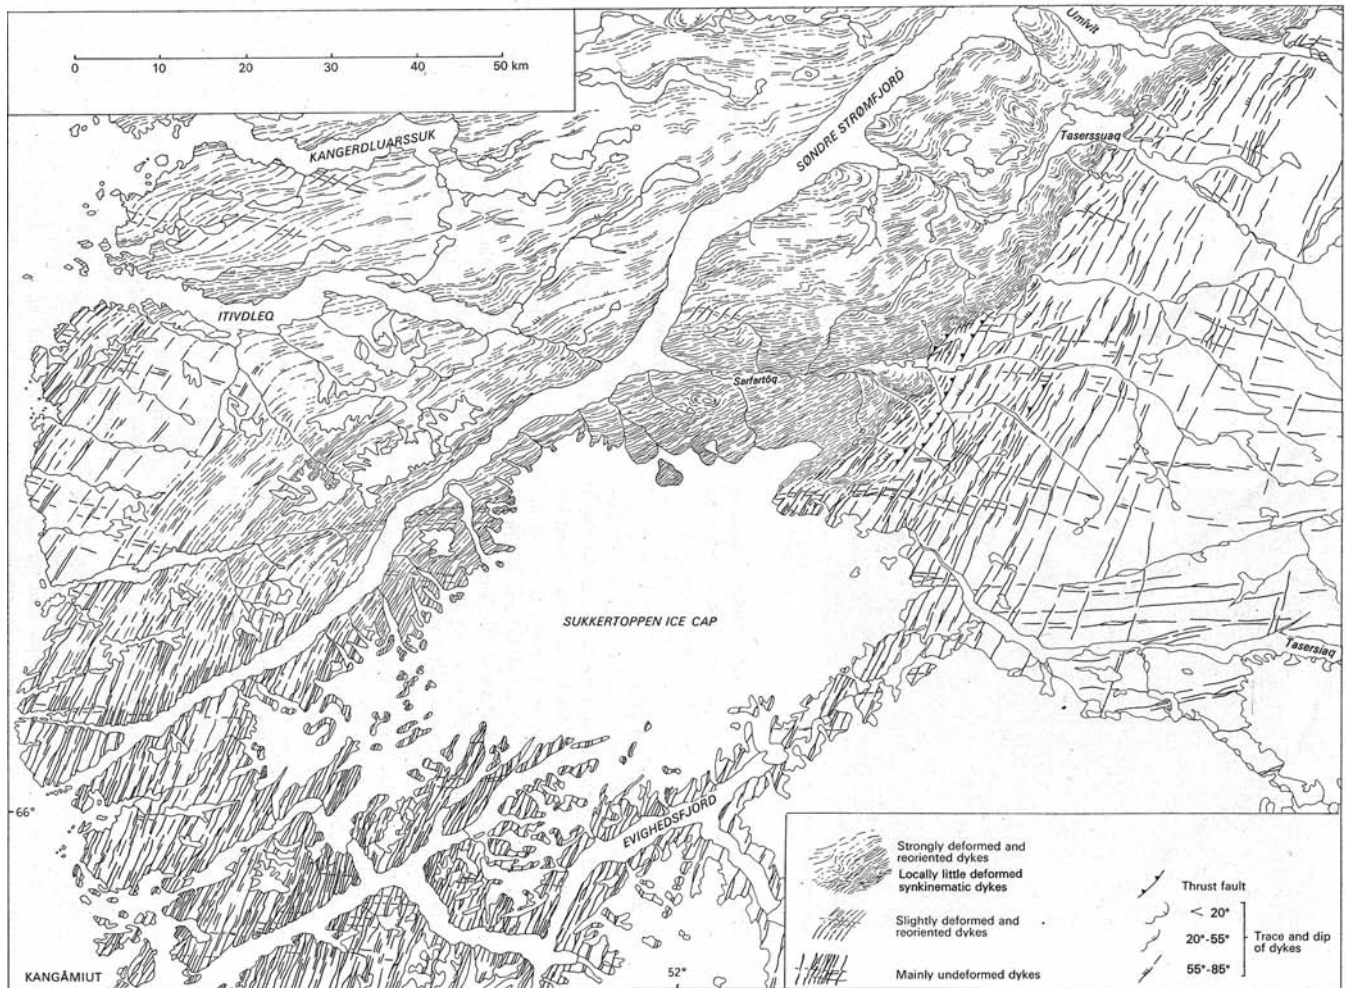 0 10 20 30 40 50 km
Umîvît
SØNDRE STRØMFJORD
KANGERDLUARSSUK
Taserssuaq
ITIVDLEQ
Sarfartôq
SUKKERTOPPEN ICE CAP
Tasersiaq
66°
EVIGHEDSFJORD
KANGÂMIUT
52°
Strongly deformed and
reoriented dykes
Locally little deformed
synkinematic dykes
Slightly deformed and
reoriented dykes
Mainly undeformed dykes
Thrust fault
< 20°
20°-55°
55°-85°
Trace and dip
of dykes